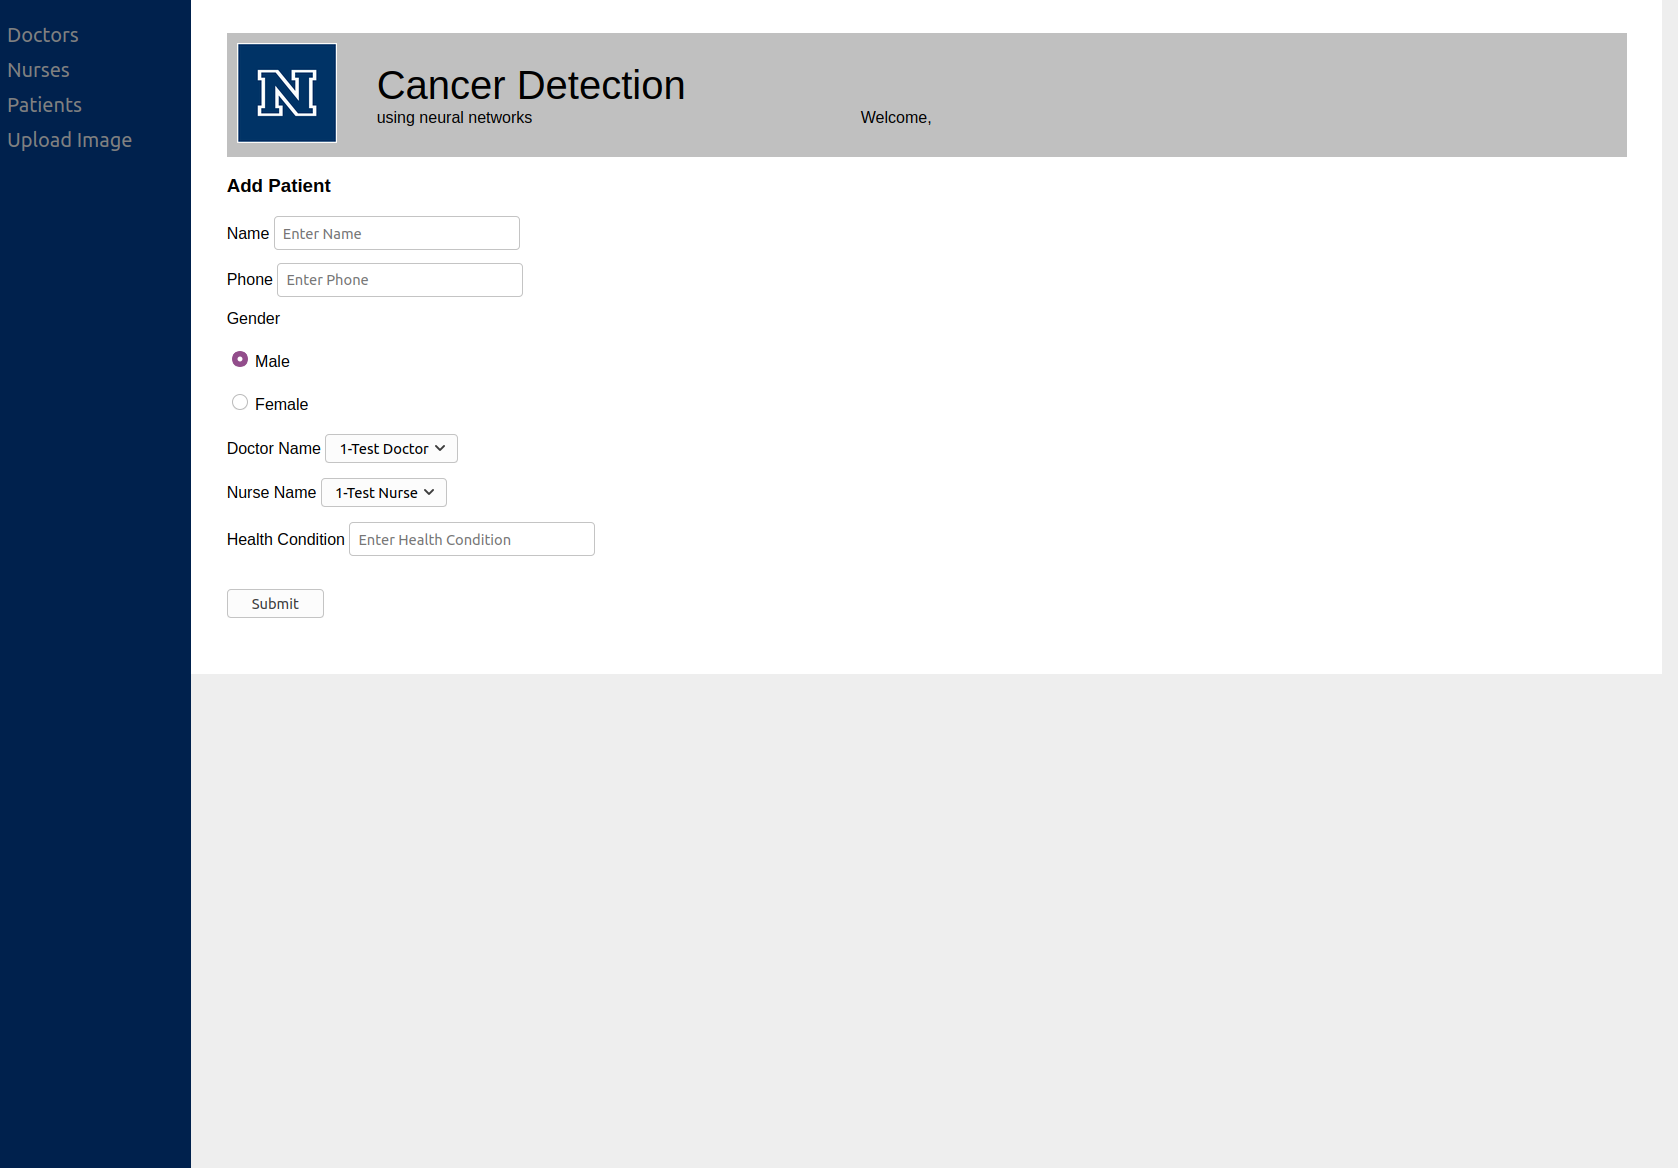 Doctors
Nurses
Patients
Upload Image
N
Cancer Detection
using neural networks
Welcome,
Add Patient
Name Enter Name
Phone Enter Phone
Gender
Male
Female
Doctor Name 1-Test Doctor
Nurse Name 1-Test Nurse
Health Condition Enter Health Condition
Submit